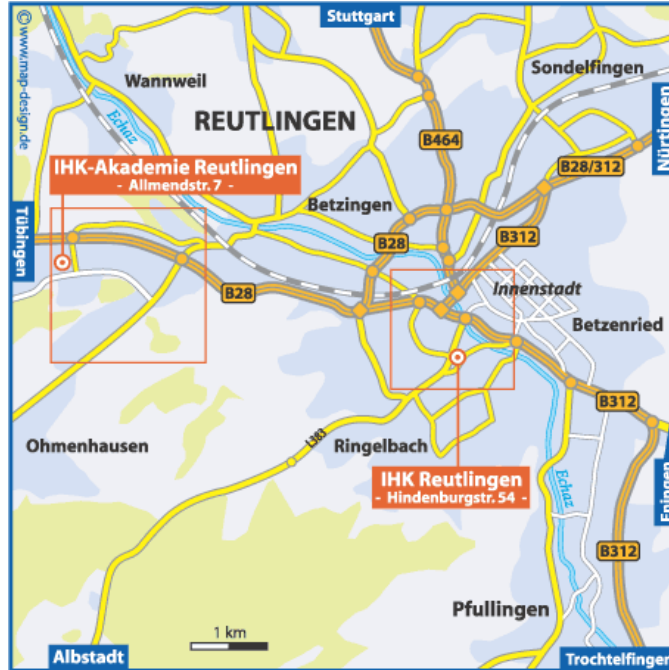 © www.map-design.de
Stuttgart
Wannweil
Sondelfingen
Echaz
REUTLINGEN
Nürtingen
B464
B28/312
IHK-Akademie Reutlingen
- Allmendstr. 7 -
Betzingen
Tübingen
B312
B28
Innenstadt
B28
Betzenried
B312
Ohmenhausen
L383
Ringelbach
IHK Reutlingen
- Hindenburgstr. 54 -
Echaz
Eningen
B312
Pfullingen
1 km
Albstadt
Trochtelfingen